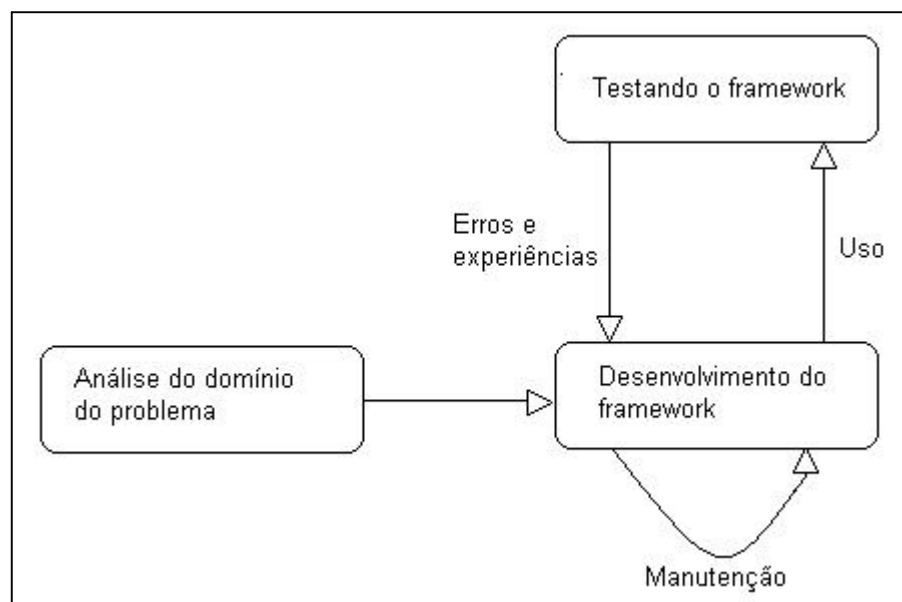 Testando o framework
Erros e
experiências
Uso
Análise do domínio
do problema
Desenvolvimento do
framework
Manutenção